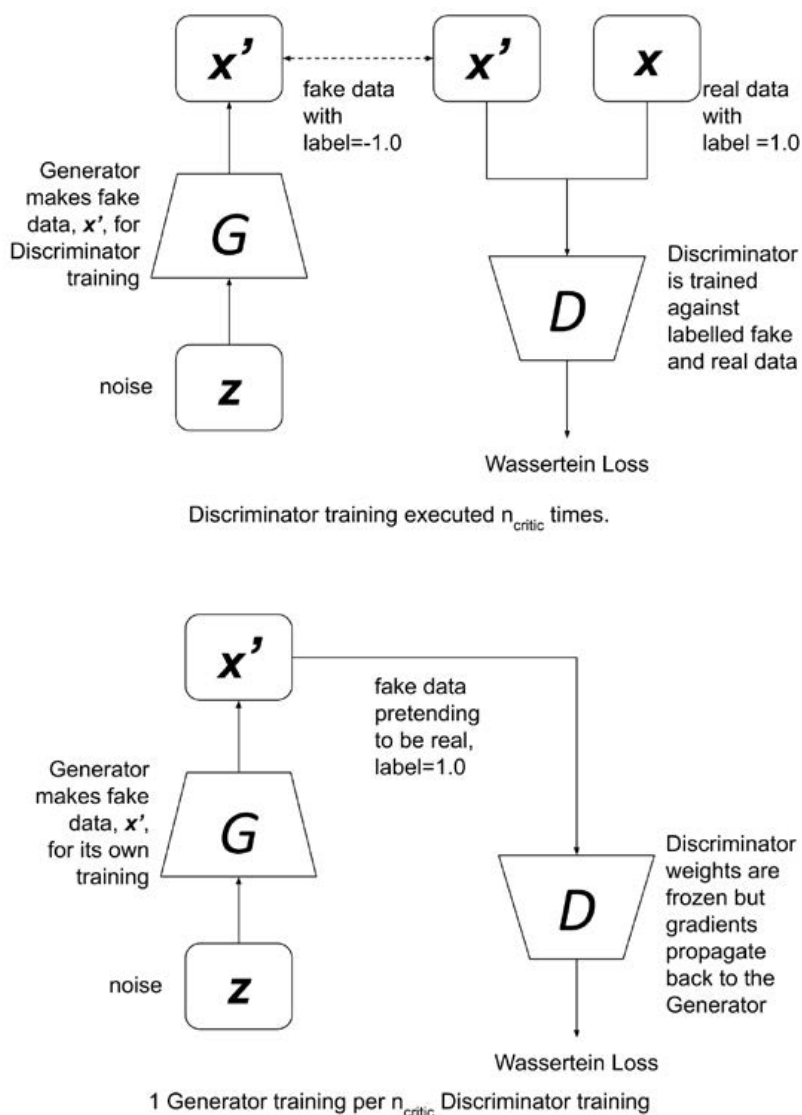 x’
x’
x
fake data
with
label=-1.0
real data
with
label =1.0
Generator
makes fake
data, x’, for
Discriminator
training
G
D
Discriminator
is trained
against
labelled fake
and real data
noise
z
Wassertein Loss
Discriminator training executed n_critic times.
x’
fake data
pretending
to be real,
label=1.0
Generator
makes fake
data, x’,
for its own
training
G
D
Discriminator
weights are
frozen but
gradients
propagate
back to the
Generator
noise
z
Wassertein Loss
1 Generator training per n_critic Discriminator training